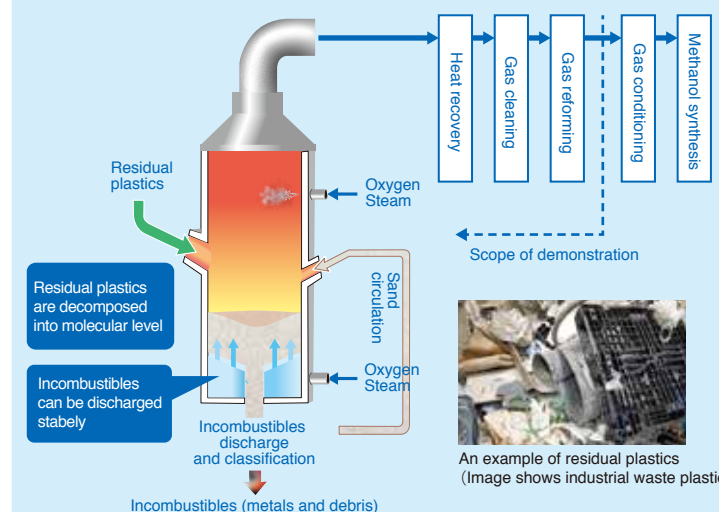 Heat recovery
Gas cleaning
Gas reforming
Gas conditioning
Methanol synthesis
Residual
plastics
Oxygen
Steam
Scope of demonstration
Residual plastics
are decomposed
into molecular level
Sand
circulation
Incombustibles
can be discharged
stabely
Oxygen
Steam
Incombustibles
discharge
and classification
Incombustibles (metals and debris)
An example of residual plastics
(Image shows industrial waste plastic